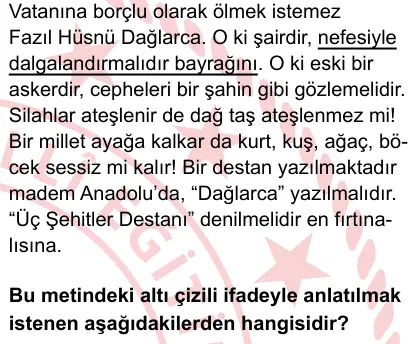 Vatanına borçlu olarak ölmek istemez
Fazıl Hüsnü Dağlarca. O ki şairdir, nefesiyle
dalgalandırmalıdır bayrağını. O ki eski bir
askerdir, cepheleri bir şahin gibi gözlemelidir.
Silahlar ateşlenir de dağ taş ateşlenmez mi!
Bir millet ayağa kalkar da kurt, kuş, ağaç, bö-
cek sessiz mi kalır! Bir destan yazılmaktadır
madem Anadolu’da, “Dağlarca” yazılmalıdır.
“Üç Şehitler Destanı” denilmelidir en fırtına-
lısına.
Bu metindeki altı çizili ifadeyle anlatılmak
istenen aşağıdakilerden hangisidir?